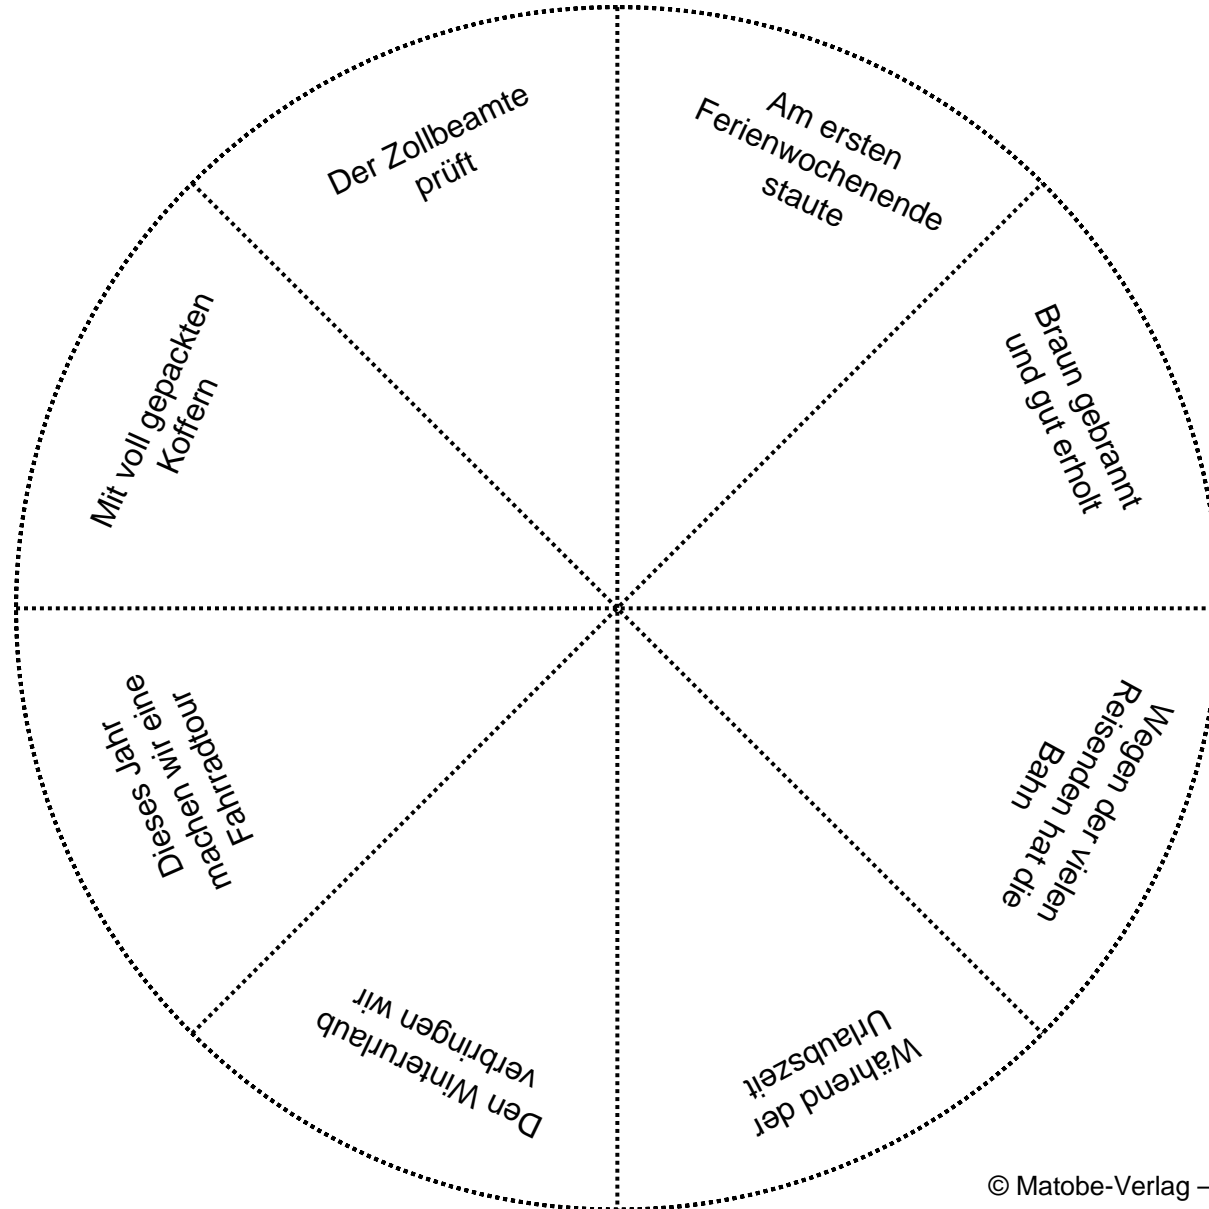 Am ersten
Ferienwochenende
staute
Braun gebrannt
und gut erholt
Wegen der vielen
Reisenden hat die
Bahn
Während der
Urlaubszeit
Den Winterurlaub
verbringen wir
Dieses Jahr
machen wir eine
Fahrradtour
Mit voll gepackten
Koffern
Der Zollbeamte
prüft
© Matobe-Verlag –